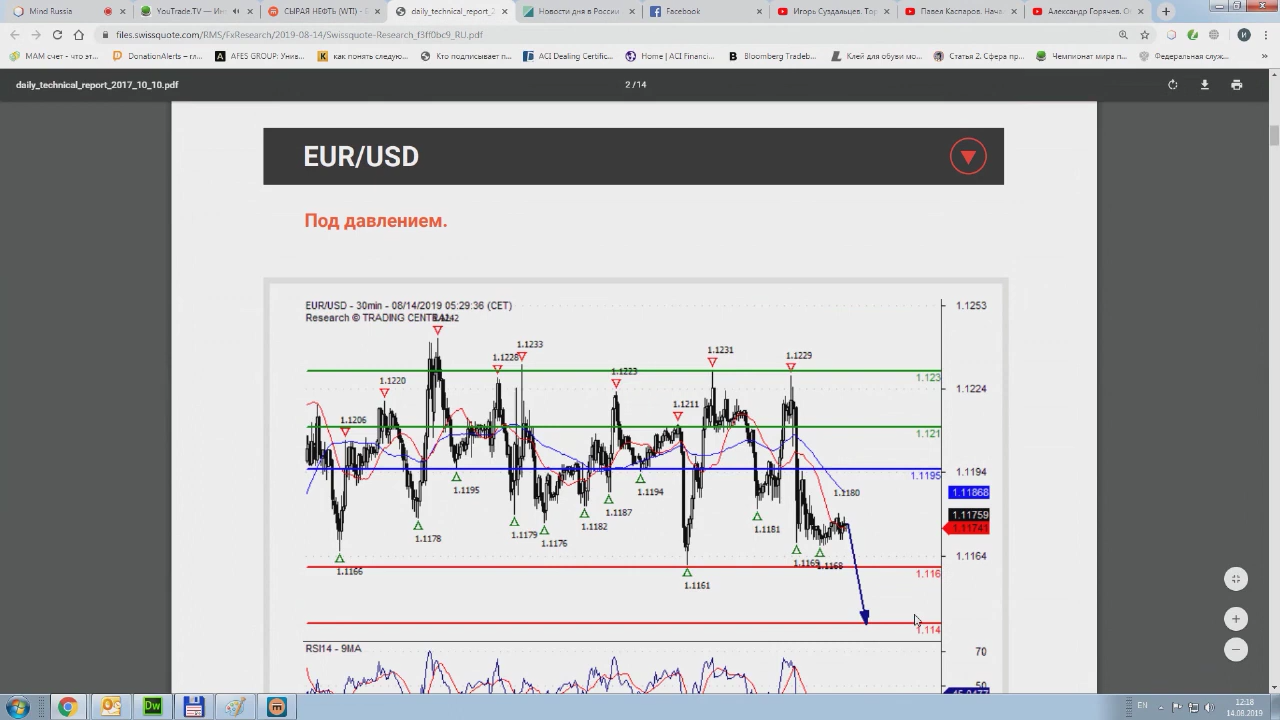 Mind Russia
YouTrade.TV — И
СЫРАЯ НЕФТЬ (WTI) - S
daily_technical_report_2
Новости дня в России
Facebook
Игорь Суздальцев. Тор
Павел Каспаров. Нача
Александр Горячев. О
files.swissquote.com/RMS/FxResearch/2019-08-14/Swissquote-Research_f3ff0bc9_RU.pdf
МАМ счет - что эт
DonationAlerts – гл
AFES GROUP: Унив
как понять следую
Кто подписывает п
ACI Dealing Certific
Home | ACI Financi
Bloomberg Tradebo
Клей для обуви мо
Статья 2. Сфера пр
Чемпионат мира п
Федеральная служ
daily_technical_report_2017_10_10.pdf
2 /14
EUR/USD
Под давлением.
EUR/USD - 30min - 08/14/2019 05:29:36 (CET)
Research © TRADING CENTRAL
1.1253
1.1233
1.1231
1.1228
1.1229
1.1223
1.123
1.1220
1.1224
1.1211
1.1206
1.121
1.1194
1.1195
1.1195
1.1194
1.1180
1.11868
1.1187
1.11759
1.1182
1.1181
1.11741
1.1178
1.1179
1.1176
1.1164
1.1168
1.1166
1.116
1.1161
1.114
RSI14 - 9MA
70
50
EN
12:18
14.08.2019